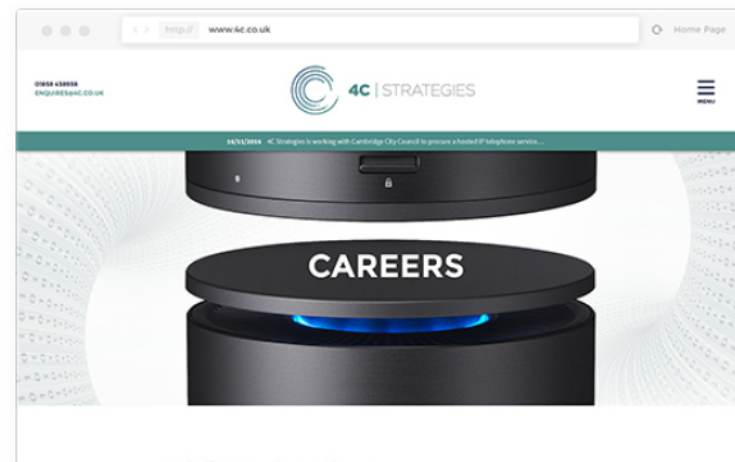 http:// www.4c.co.uk Home Page
01858 438938
ENQUIRES@4C.CO.UK
4C | STRATEGIES
MENU
14/11/2016 4C Strategies is working with Cambridge City Council to procure a hosted IP telephone service....
CAREERS